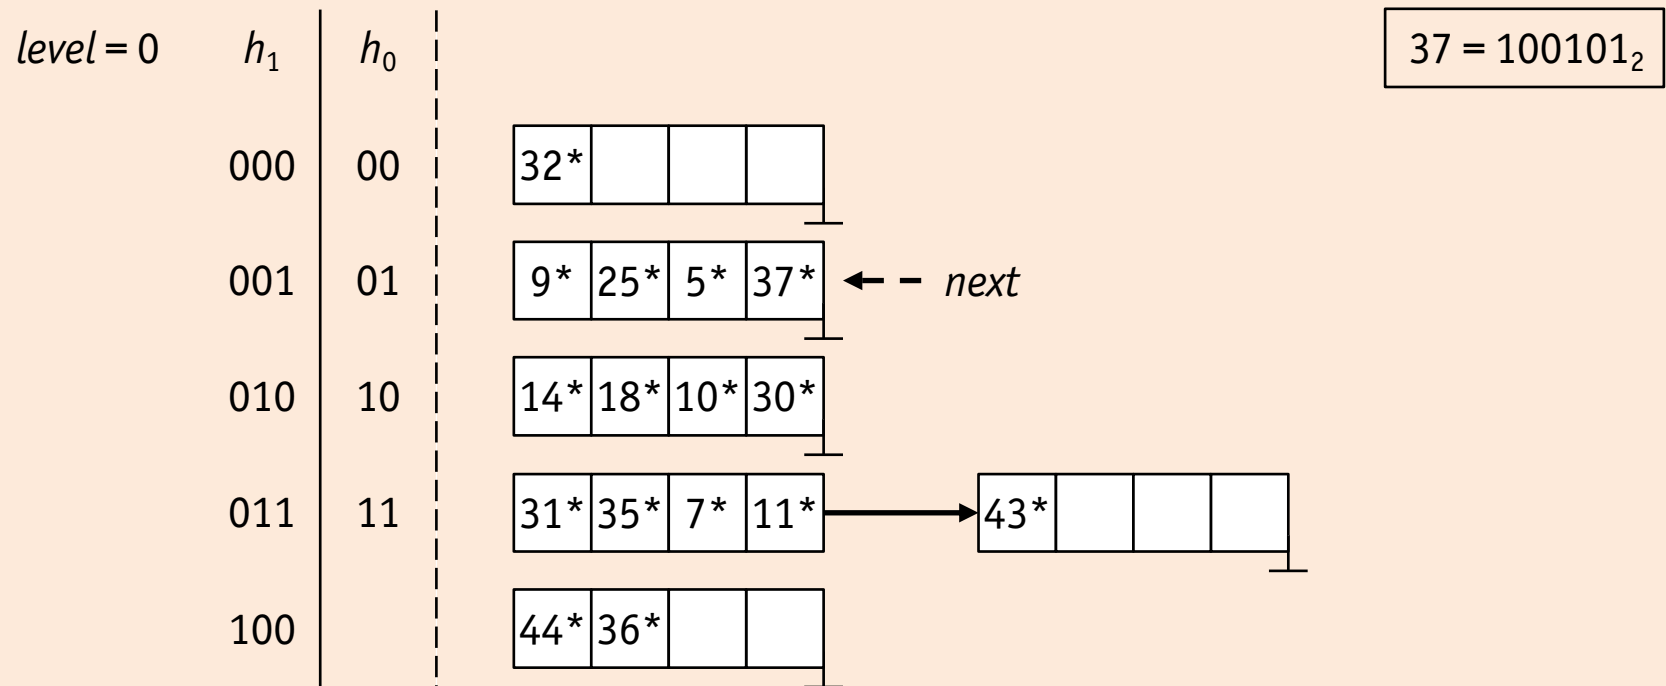 level = 0 h₁ h₀ 37 = 100101₂
000 00 32*
001 01 9* 25* 5* 37* next
010 10 14* 18* 10* 30*
011 11 31* 35* 7* 11* 43*
100 44* 36*